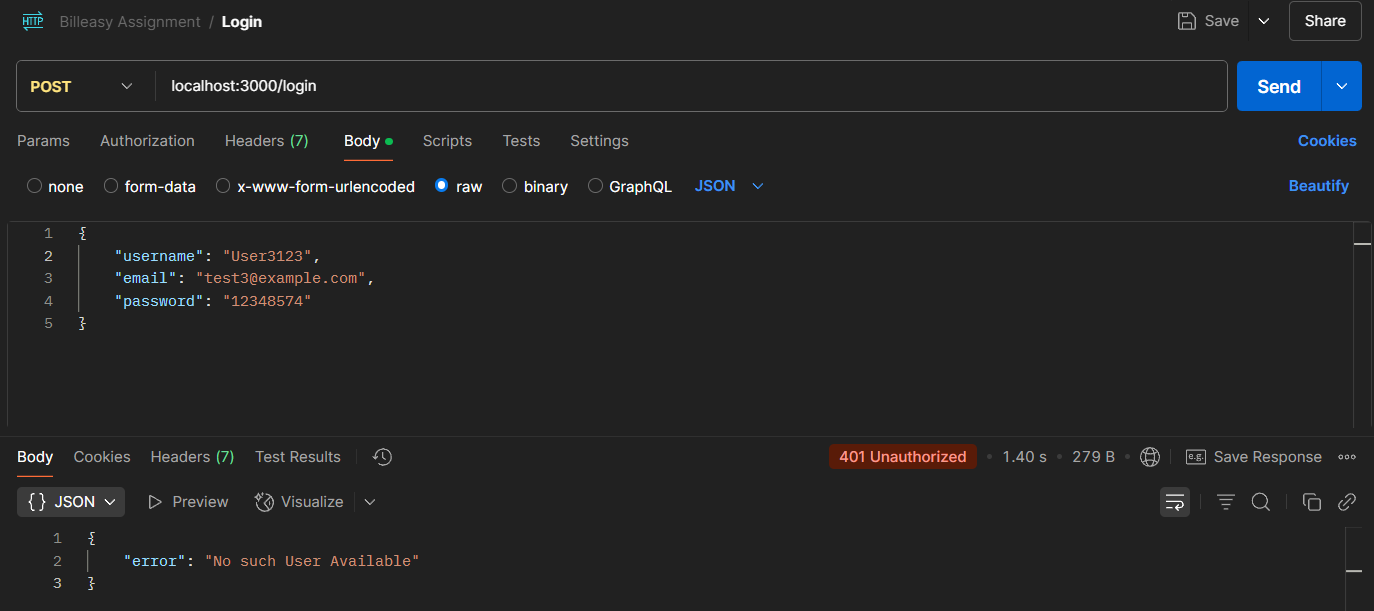 HTTP Billeasy Assignment / Login Save Share
POST localhost:3000/login Send
Params Authorization Headers (7) Body Scripts Tests Settings Cookies
none form-data x-www-form-urlencoded raw binary GraphQL JSON Beautify
1 {
2 "username": "User3123",
3 "email": "test3@example.com",
4 "password": "12348574"
5 }
Body Cookies Headers (7) Test Results 401 Unauthorized • 1.40 s • 279 B • e.g. Save Response
{} JSON Preview Visualize
1 {
2 "error": "No such User Available"
3 }